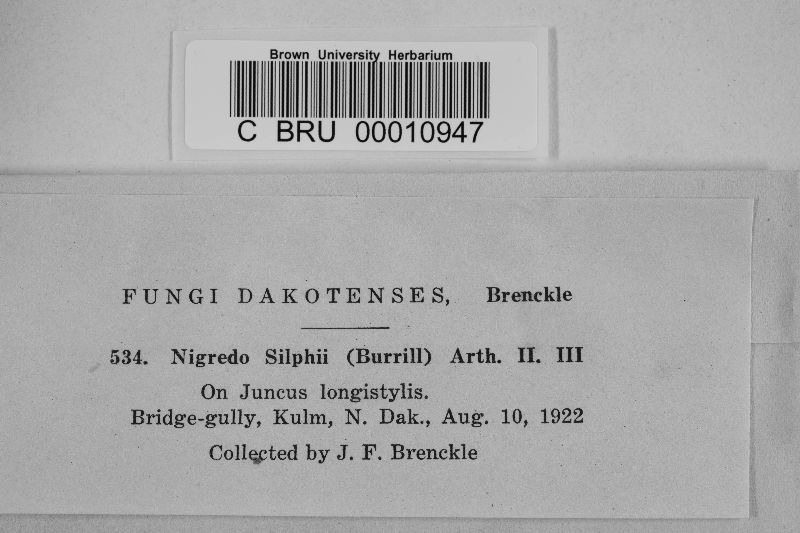 Brown University Herbarium
C BRU 00010947
FUNGI DAKOTENSES, Brenckle
534. Nigredo Silphii (Burrill) Arth. II. III
On Juncus longistylis.
Bridge-gully, Kulm, N. Dak., Aug. 10, 1922
Collected by J. F. Brenckle